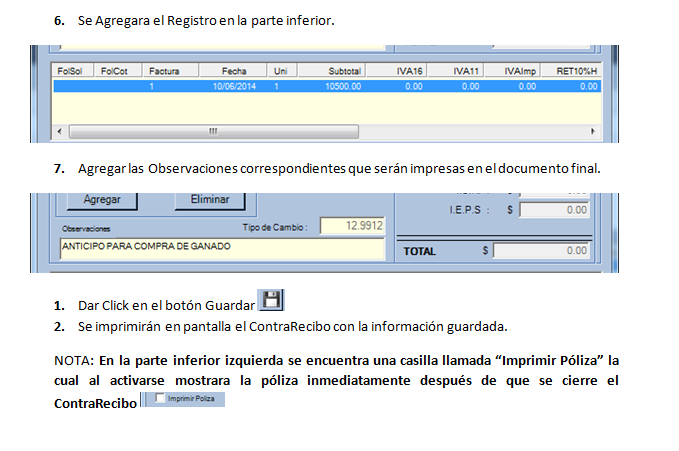 6. Se Agregara el Registro en la parte inferior.
FolSol FolCot Factura Fecha Uni Subtotal IVA16 IVA11 IVAImp RET10%H
1 10/06/2014 1 10500.00 0.00 0.00 0.00 0.00
7. Agregar las Observaciones correspondientes que serán impresas en el documento final.
Agregar Eliminar
I.E.P.S : $ 0.00
Observaciones Tipo de Cambio : 12.9912
ANTICIPO PARA COMPRA DE GANADO
TOTAL $ 0.00
1. Dar Click en el botón Guardar
2. Se imprimirán en pantalla el ContraRecibo con la información guardada.
NOTA: En la parte inferior izquierda se encuentra una casilla llamada “Imprimir Póliza” la
cual al activarse mostrara la póliza inmediatamente después de que se cierre el
ContraRecibo Imprimir Poliza